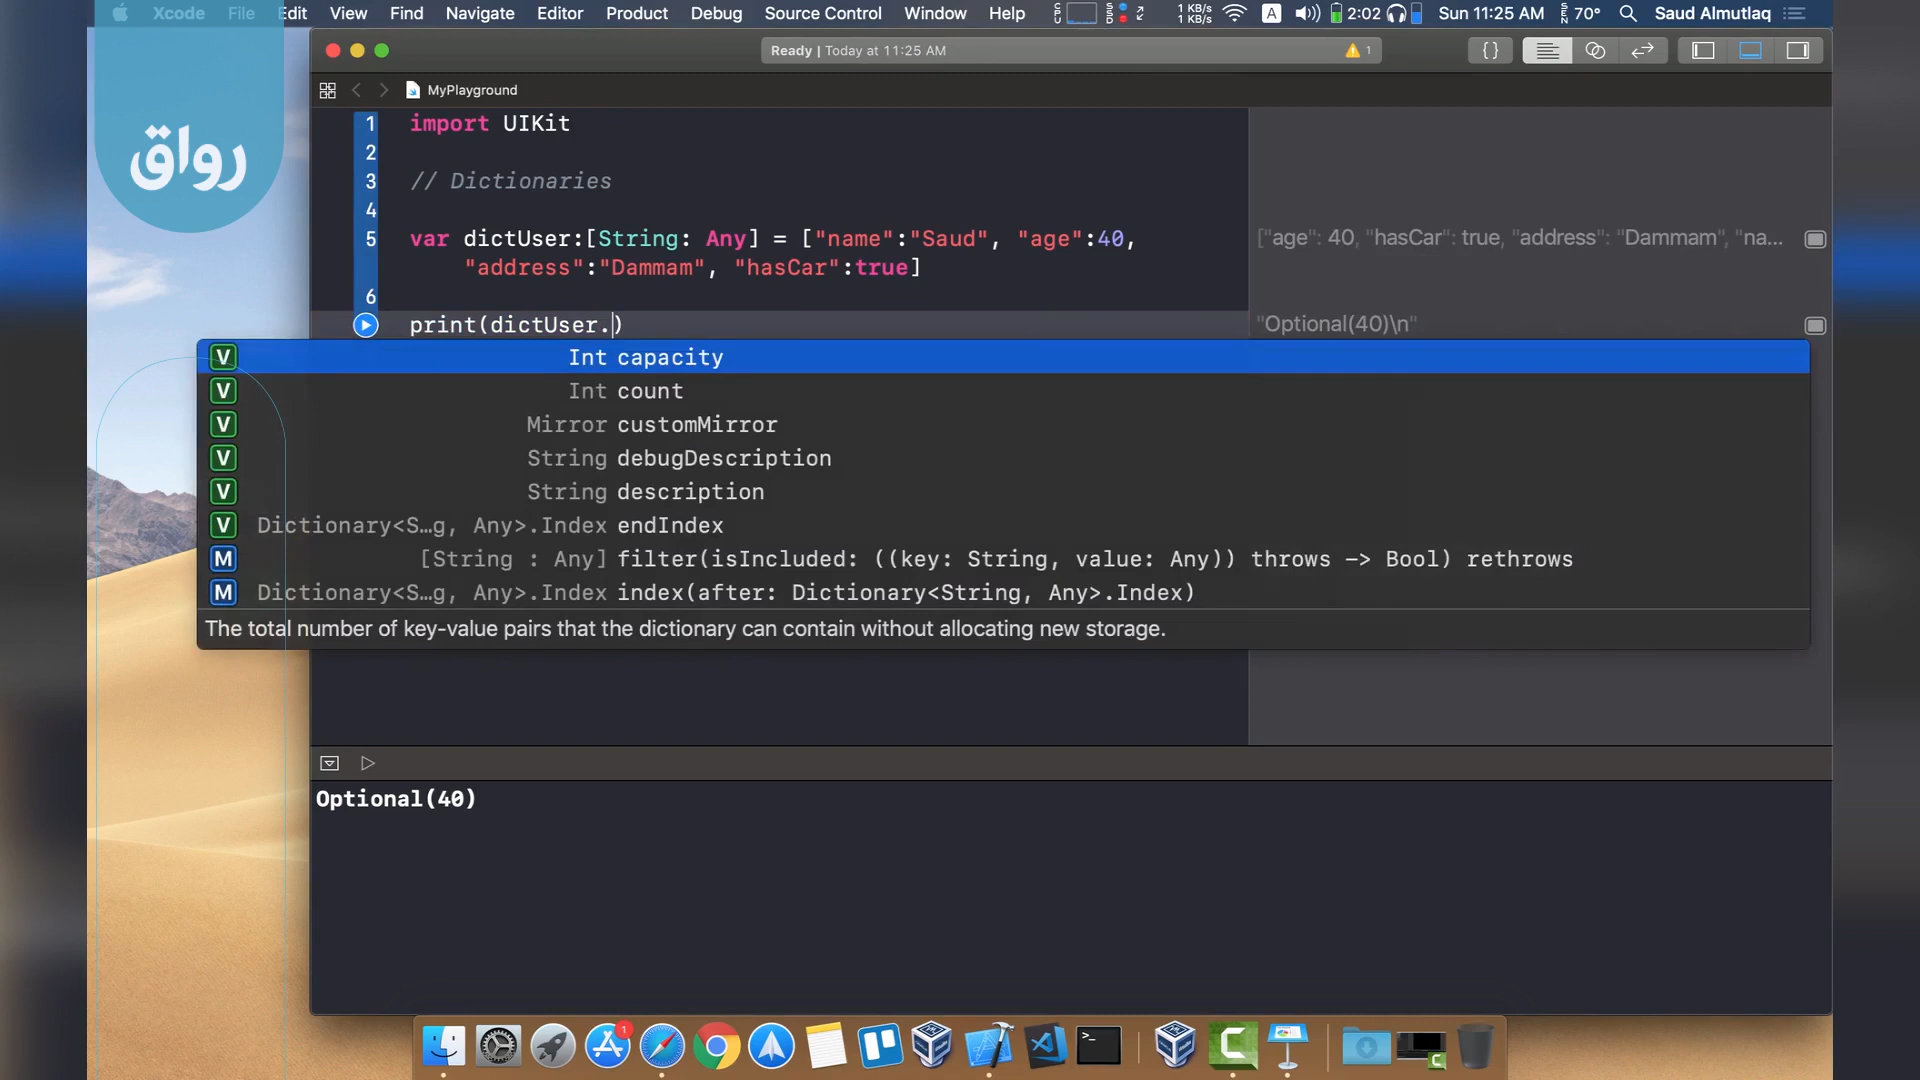 Xcode File Edit View Find Navigate Editor Product Debug Source Control Window Help 1 KB/s 1 KB/s A 2:02 Sun 11:25 AM 70° Saud Almutlaq
رواق
Ready | Today at 11:25 AM 1
MyPlayground
1 import UIKit
2
3 // Dictionaries
4
5 var dictUser:[String: Any] = ["name":"Saud", "age":40,
"address":"Dammam", "hasCar":true]
["age": 40, "hasCar": true, "address": "Dammam", "na...
6
print(dictUser.)
"Optional(40)\n"
V Int capacity
V Int count
V Mirror customMirror
V String debugDescription
V String description
V Dictionary<S…g, Any>.Index endIndex
M [String : Any] filter(isIncluded: ((key: String, value: Any)) throws -> Bool) rethrows
M Dictionary<S…g, Any>.Index index(after: Dictionary<String, Any>.Index)
The total number of key-value pairs that the dictionary can contain without allocating new storage.
Optional(40)
1